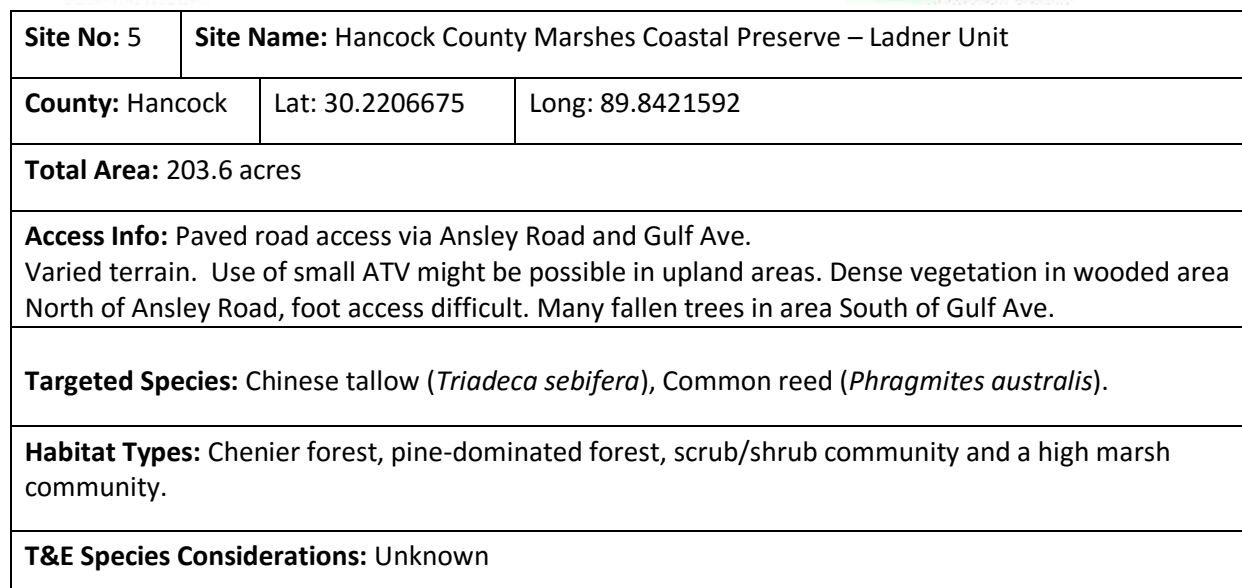 Site No: 5 Site Name: Hancock County Marshes Coastal Preserve – Ladner Unit
County: Hancock Lat: 30.2206675 Long: 89.8421592
Total Area: 203.6 acres
Access Info: Paved road access via Ansley Road and Gulf Ave.
Varied terrain. Use of small ATV might be possible in upland areas. Dense vegetation in wooded area
North of Ansley Road, foot access difficult. Many fallen trees in area South of Gulf Ave.
Targeted Species: Chinese tallow (Triadeca sebifera), Common reed (Phragmites australis).
Habitat Types: Chenier forest, pine-dominated forest, scrub/shrub community and a high marsh
community.
T&E Species Considerations: Unknown